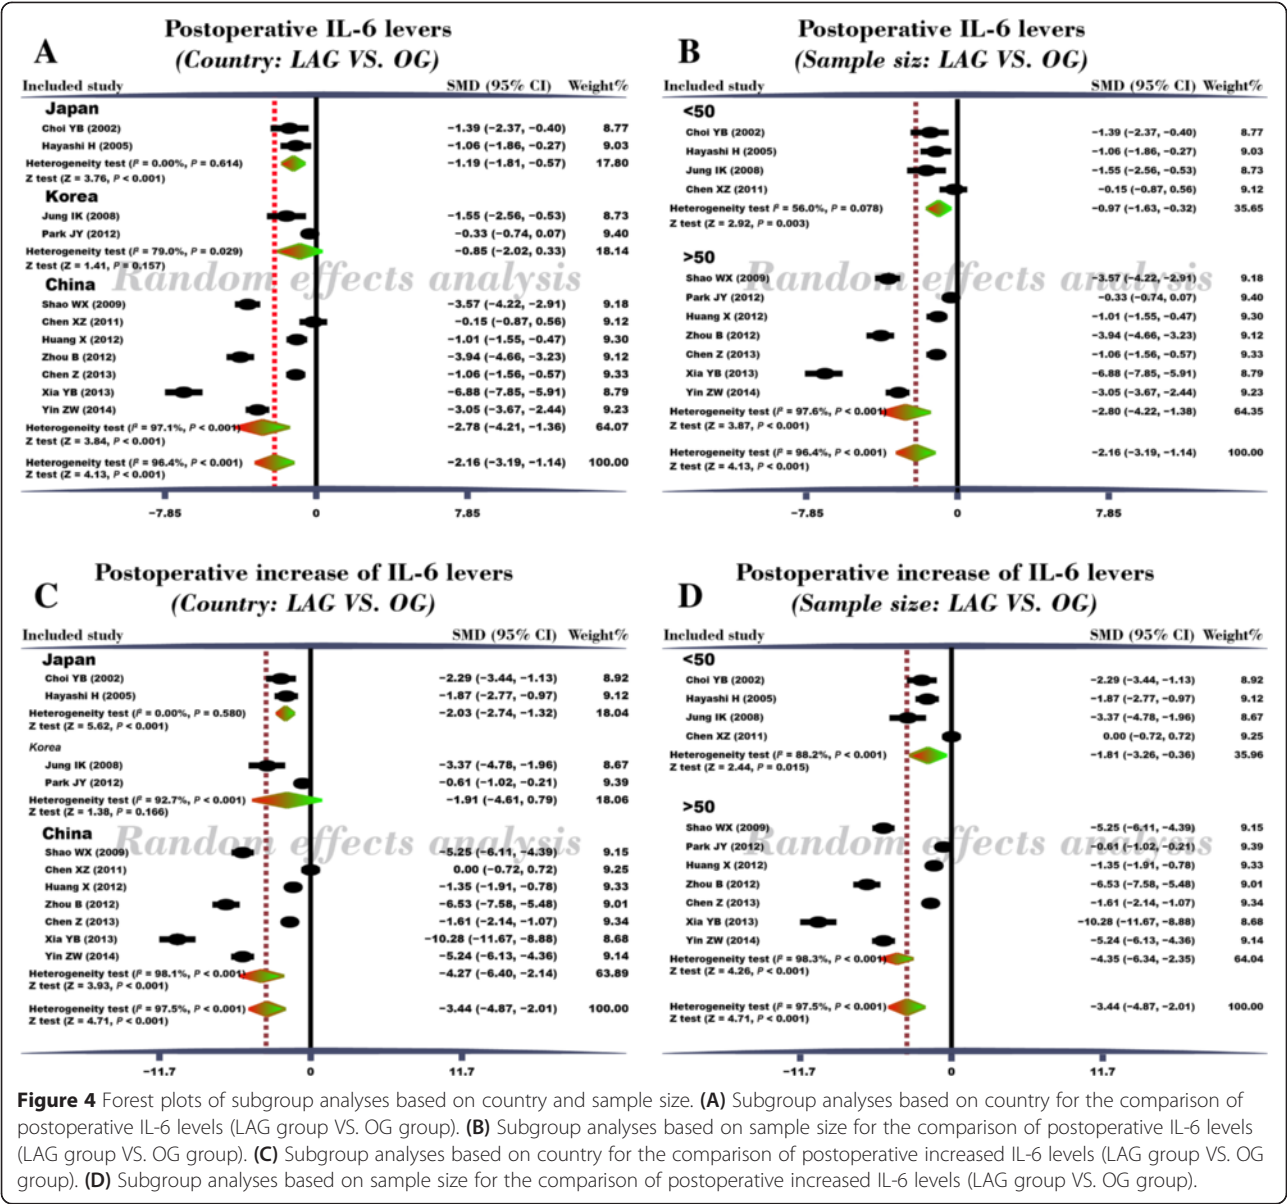 A
Postoperative IL-6 levers
(Country: LAG VS. OG)
Included study SMD (95% CI) Weight%
Japan
Choi YB (2002) −1.39 (−2.37, −0.40) 8.77
Hayashi H (2005) −1.06 (−1.86, −0.27) 9.03
Heterogeneity test (I² = 0.00%, P = 0.614) −1.19 (−1.81, −0.57) 17.80
Z test (Z = 3.76, P < 0.001)
Korea
Jung IK (2008) −1.55 (−2.56, −0.53) 8.73
Park JY (2012) −0.33 (−0.74, 0.07) 9.40
Heterogeneity test (I² = 79.0%, P = 0.029) −0.85 (−2.02, 0.33) 18.14
Z test (Z = 1.41, P = 0.157)
Random effects analysis
China
Shao WX (2009) −3.57 (−4.22, −2.91) 9.18
Chen XZ (2011) −0.15 (−0.87, 0.56) 9.12
Huang X (2012) −1.01 (−1.55, −0.47) 9.30
Zhou B (2012) −3.94 (−4.66, −3.23) 9.12
Chen Z (2013) −1.06 (−1.56, −0.57) 9.33
Xia YB (2013) −6.88 (−7.85, −5.91) 8.79
Yin ZW (2014) −3.05 (−3.67, −2.44) 9.23
Heterogeneity test (I² = 97.1%, P < 0.001) −2.78 (−4.21, −1.36) 64.07
Z test (Z = 3.84, P < 0.001)
Heterogeneity test (I² = 96.4%, P < 0.001) −2.16 (−3.19, −1.14) 100.00
Z test (Z = 4.13, P < 0.001)
−7.85 0 7.85
B
Postoperative IL-6 levers
(Sample siz: LAG VS. OG)
Included study SMD (95% CI) Weight%
<50
Choi YB (2002) −1.39 (−2.37, −0.40) 8.77
Hayashi H (2005) −1.06 (−1.86, −0.27) 9.03
Jung IK (2008) −1.55 (−2.56, −0.53) 8.73
Chen XZ (2011) −0.15 (−0.87, 0.56) 9.12
Heterogeneity test (I² = 56.0%, P = 0.078) −0.97 (−1.63, −0.32) 35.65
Z test (Z = 2.92, P = 0.003)
>50
Random effects analysis
Shao WX (2009) −3.57 (−4.22, −2.91) 9.18
Park JY (2012) −0.33 (−0.74, 0.07) 9.40
Huang X (2012) −1.01 (−1.55, −0.47) 9.30
Zhou B (2012) −3.94 (−4.66, −3.23) 9.12
Chen Z (2013) −1.06 (−1.56, −0.57) 9.33
Xia YB (2013) −6.88 (−7.85, −5.91) 8.79
Yin ZW (2014) −3.05 (−3.67, −2.44) 9.23
Heterogeneity test (I² = 97.6%, P < 0.001) −2.80 (−4.22, −1.38) 64.35
Z test (Z = 3.87, P < 0.001)
Heterogeneity test (I² = 96.4%, P < 0.001) −2.16 (−3.19, −1.14) 100.00
Z test (Z = 4.13, P < 0.001)
−7.85 0 7.85
C
Postoperative increase of IL-6 levers
(Country: LAG VS. OG)
Included study SMD (95% CI) Weight%
Japan
Choi YB (2002) −2.29 (−3.44, −1.13) 8.92
Hayashi H (2005) −1.87 (−2.77, −0.97) 9.12
Heterogeneity test (I² = 0.00%, P = 0.580) −2.03 (−2.74, −1.32) 18.04
Z test (Z = 5.62, P < 0.001)
Korea
Jung IK (2008) −3.37 (−4.78, −1.96) 8.67
Park JY (2012) −0.61 (−1.02, −0.21) 9.39
Heterogeneity test (I² = 92.7%, P < 0.001) −1.91 (−4.61, 0.79) 18.06
Z test (Z = 1.38, P = 0.166)
China
Random effects analysis
Shao WX (2009) −5.25 (−6.11, −4.39) 9.15
Chen XZ (2011) 0.00 (−0.72, 0.72) 9.25
Huang X (2012) −1.35 (−1.91, −0.78) 9.33
Zhou B (2012) −6.53 (−7.58, −5.48) 9.01
Chen Z (2013) −1.61 (−2.14, −1.07) 9.34
Xia YB (2013) −10.28 (−11.67, −8.88) 8.68
Yin ZW (2014) −5.24 (−6.13, −4.36) 9.14
Heterogeneity test (I² = 98.1%, P < 0.001) −4.27 (−6.40, −2.14) 63.89
Z test (Z = 3.93, P < 0.001)
Heterogeneity test (I² = 97.5%, P < 0.001) −3.44 (−4.87, −2.01) 100.00
Z test (Z = 4.71, P < 0.001)
−11.7 0 11.7
D
Postoperative increase of IL-6 levers
(Sample size: LAG VS. OG)
Included study SMD (95% CI) Weight%
<50
Choi YB (2002) −2.29 (−3.44, −1.13) 8.92
Hayashi H (2005) −1.87 (−2.77, −0.97) 9.12
Jung IK (2008) −3.37 (−4.78, −1.96) 8.67
Chen XZ (2011) 0.00 (−0.72, 0.72) 9.25
Heterogeneity test (I² = 88.2%, P < 0.001) −1.81 (−3.26, −0.36) 35.96
Z test (Z = 2.44, P = 0.015)
>50
Random effects analysis
Shao WX (2009) −5.25 (−6.11, −4.39) 9.15
Park JY (2012) −0.61 (−1.02, −0.21) 9.39
Huang X (2012) −1.35 (−1.91, −0.78) 9.33
Zhou B (2012) −6.53 (−7.58, −5.48) 9.01
Chen Z (2013) −1.61 (−2.14, −1.07) 9.34
Xia YB (2013) −10.28 (−11.67, −8.88) 8.68
Yin ZW (2014) −5.24 (−6.13, −4.36) 9.14
Heterogeneity test (I² = 98.3%, P < 0.001) −4.35 (−6.34, −2.35) 64.04
Z test (Z = 4.26, P < 0.001)
Heterogeneity test (I² = 97.5%, P < 0.001) −3.44 (−4.87, −2.01) 100.00
Z test (Z = 4.71, P < 0.001)
−11.7 0 11.7
Figure 4 Forest plots of subgroup analyses based on country and sample size. (A) Subgroup analyses based on country for the comparison of
postoperative IL-6 levels (LAG group VS. OG group). (B) Subgroup analyses based on sample size for the comparison of postoperative IL-6 levels
(LAG group VS. OG group). (C) Subgroup analyses based on country for the comparison of postoperative increased IL-6 levels (LAG group VS. OG
group). (D) Subgroup analyses based on sample size for the comparison of postoperative increased IL-6 levels (LAG group VS. OG group).